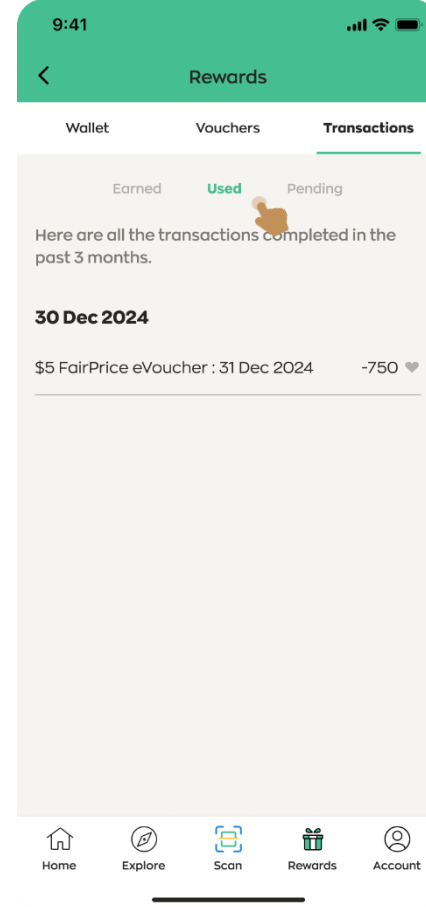 9:41
Rewards
Wallet Vouchers Transactions
Earned Used Pending
Here are all the transactions completed in the
past 3 months.
30 Dec 2024
$5 FairPrice eVoucher : 31 Dec 2024 -750
Home Explore Scan Rewards Account